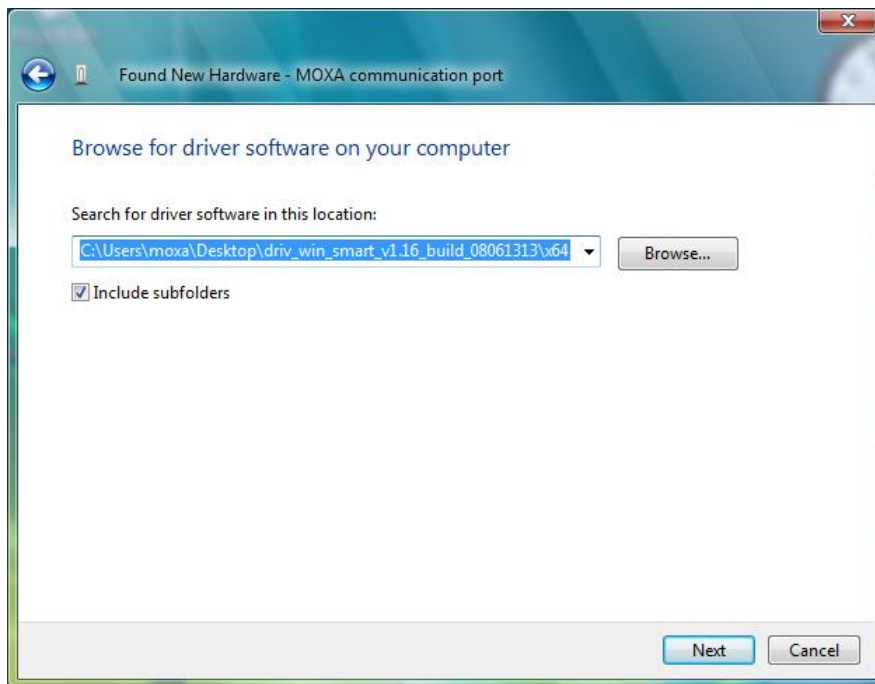 Found New Hardware - MOXA communication port
Browse for driver software on your computer
Search for driver software in this location:
C:\Users\moxa\Desktop\driv_win_smart_v1.16_build_08061313\x64
Browse...
Include subfolders
Next
Cancel